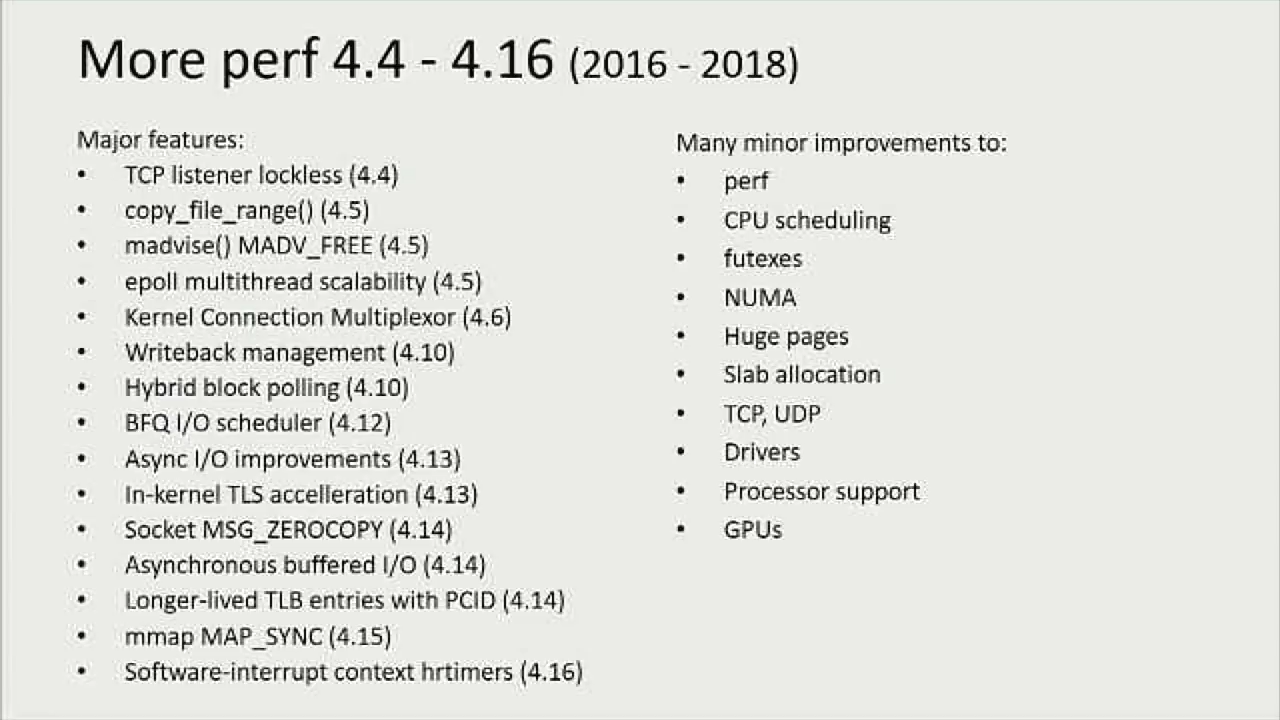 More perf 4.4 - 4.16 (2016 - 2018)
Major features:
• TCP listener lockless (4.4)
• copy_file_range() (4.5)
• madvise() MADV_FREE (4.5)
• epoll multithread scalability (4.5)
• Kernel Connection Multiplexor (4.6)
• Writeback management (4.10)
• Hybrid block polling (4.10)
• BFQ I/O scheduler (4.12)
• Async I/O improvements (4.13)
• In-kernel TLS accelleration (4.13)
• Socket MSG_ZEROCOPY (4.14)
• Asynchronous buffered I/O (4.14)
• Longer-lived TLB entries with PCID (4.14)
• mmap MAP_SYNC (4.15)
• Software-interrupt context hrtimers (4.16)
Many minor improvements to:
• perf
• CPU scheduling
• futexes
• NUMA
• Huge pages
• Slab allocation
• TCP, UDP
• Drivers
• Processor support
• GPUs